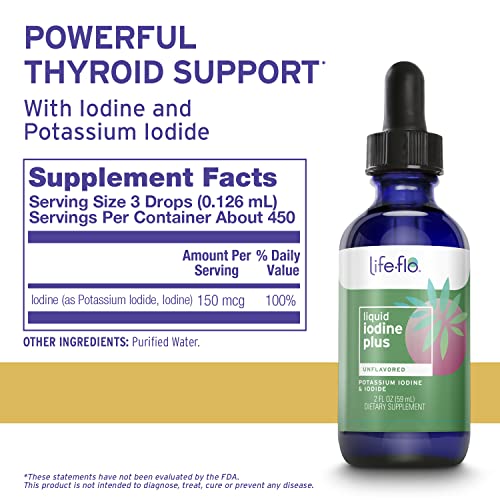 POWERFUL
THYROID SUPPORT*
With Iodine and
Potassium Iodide
Supplement Facts
Serving Size 3 Drops (0.126 mL)
Servings Per Container About 450
Amount Per % Daily
Serving Value
Iodine (as Potassium Iodide, Iodine) 150 mcg 100%
OTHER INGREDIENTS: Purified Water.
life-flo.
liquid
iodine
plus
UNFLAVORED
POTASSIUM IODINE
& IODIDE
2 FL OZ (59 mL)
DIETARY SUPPLEMENT
*These statements have not been evaluated by the FDA.
This product is not intended to diagnose, treat, cure or prevent any disease.